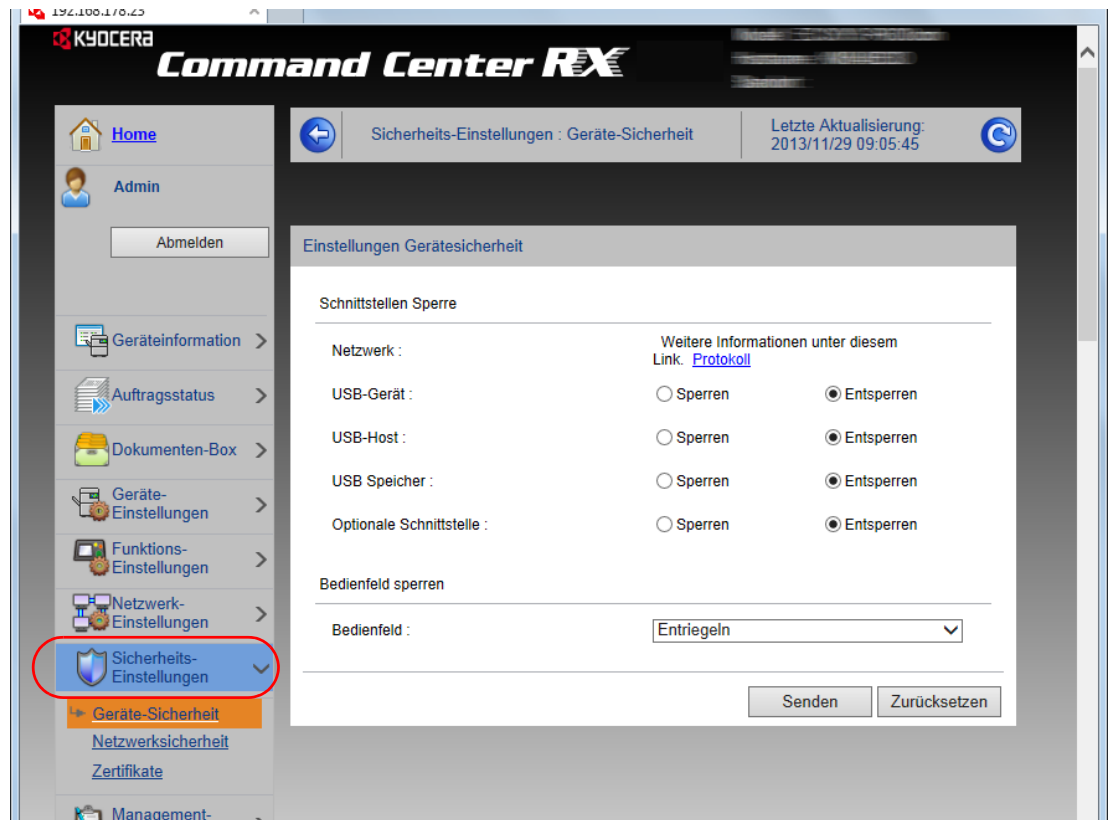 192.168.178.23
KYOCERA
Command Center RX
Home
Admin
Abmelden
Geräteinformation
Auftragsstatus
Dokumenten-Box
Geräte-
Einstellungen
Funktions-
Einstellungen
Netzwerk-
Einstellungen
Sicherheits-
Einstellungen
Geräte-Sicherheit
Netzwerksicherheit
Zertifikate
Management-
Sicherheits-Einstellungen : Geräte-Sicherheit
Letzte Aktualisierung:
2013/11/29 09:05:45
Einstellungen Gerätesicherheit
Schnittstellen Sperre
Netzwerk : Weitere Informationen unter diesem
Link. Protokoll
USB-Gerät : Sperren Entsperren
USB-Host : Sperren Entsperren
USB Speicher : Sperren Entsperren
Optionale Schnittstelle : Sperren Entsperren
Bedienfeld sperren
Bedienfeld : Entriegeln
Senden Zurücksetzen